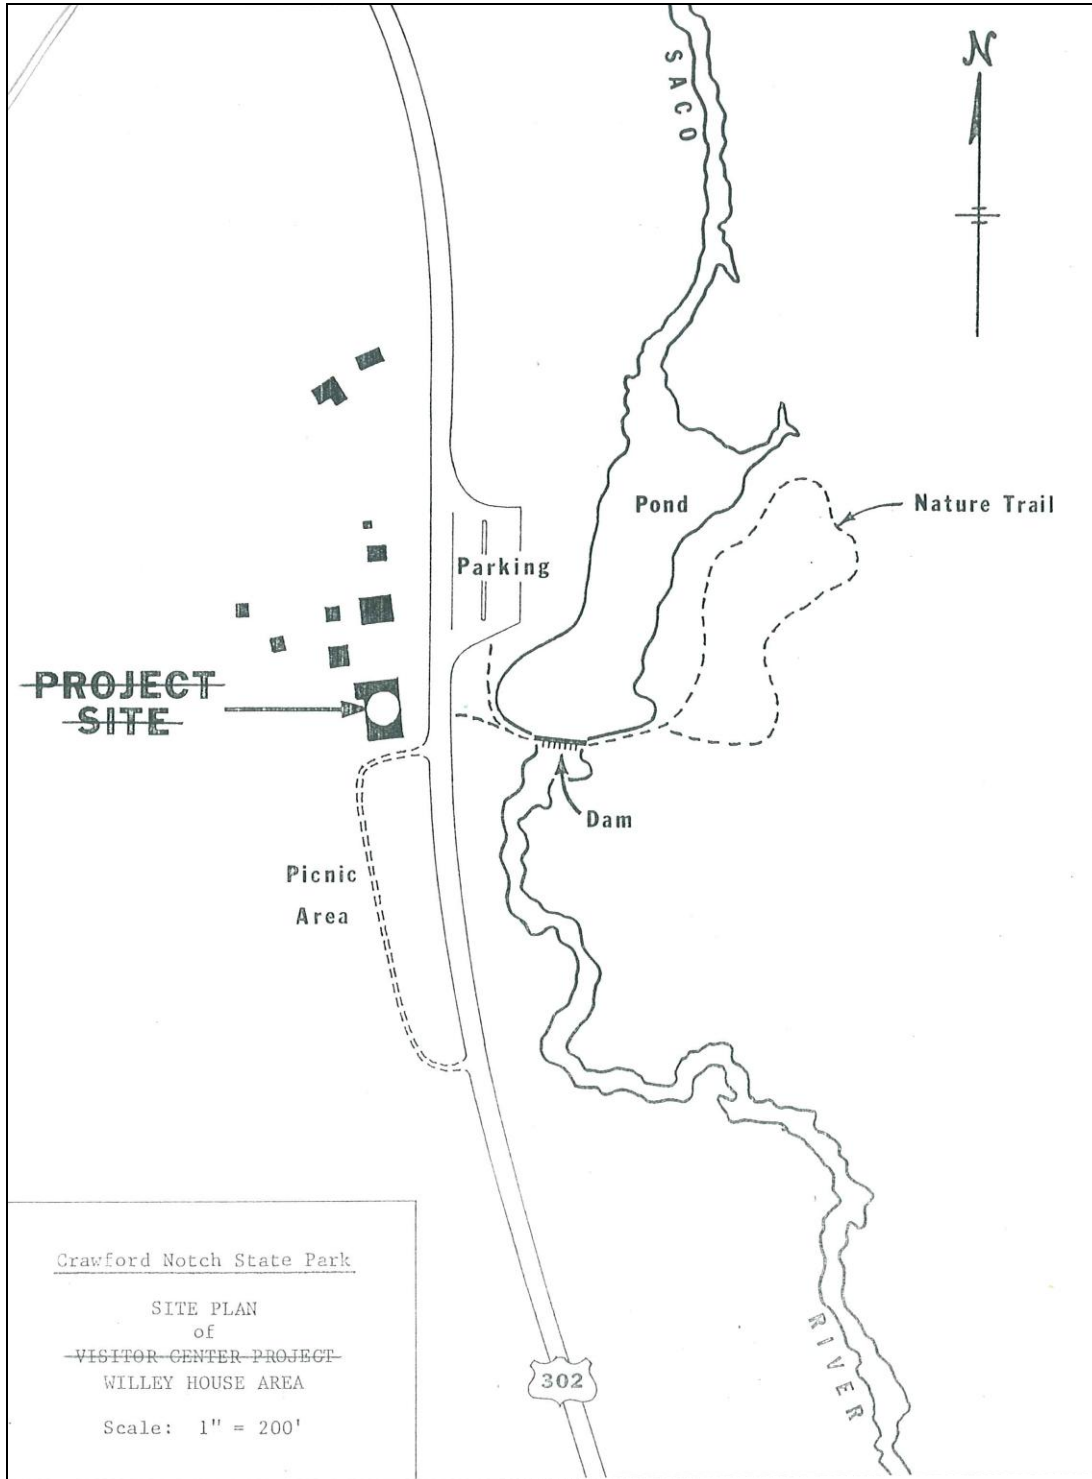 SACO
N
Pond
Nature Trail
Parking
PROJECT
SITE
Dam
Picnic
Area
Crawford Notch State Park
SITE PLAN
of
VISITOR CENTER PROJECT
WILLEY HOUSE AREA
Scale: 1" = 200'
302
RIVER